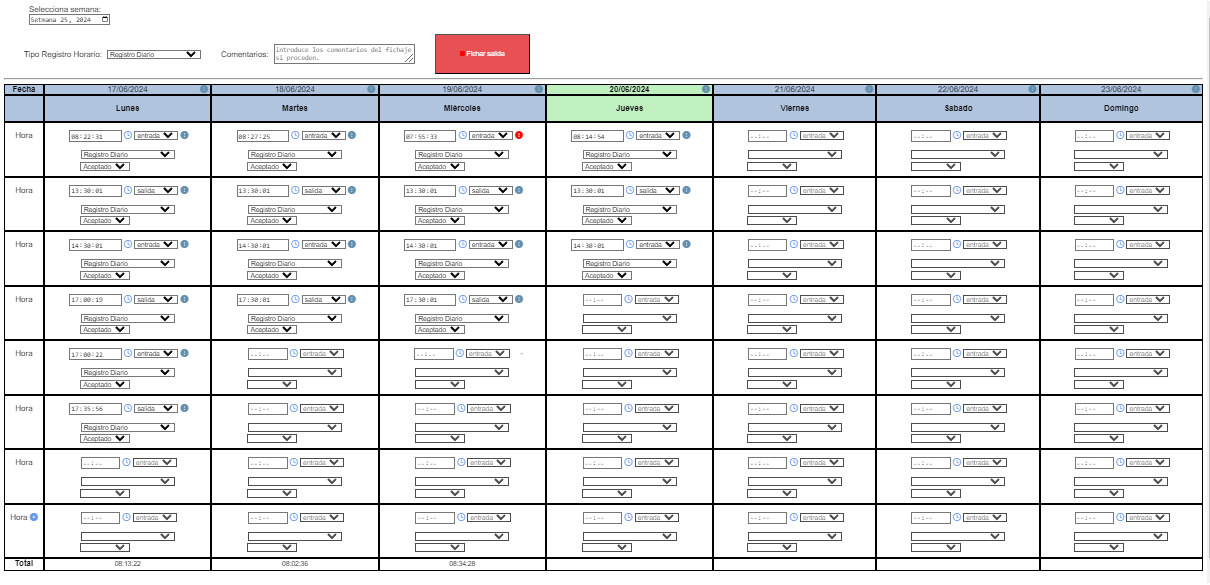 Selecciona semana:
Setmana 25, 2024
Tipo Registro Horario: Registro Diario Comentarios: Introduce los comentarios del fichaje si proceden. Fichar salida
Fecha 17/06/2024 18/06/2024 19/06/2024 20/06/2024 21/06/2024 22/06/2024 23/06/2024
Lunes Martes Miércoles Jueves Viernes Sabado Domingo
Hora 08:22:31 entrada 08:27:25 entrada 07:55:33 entrada 08:14:54 entrada --:-- entrada --:-- entrada --:-- entrada
Registro Diario Registro Diario Registro Diario Registro Diario
Aceptado Aceptado Aceptado Aceptado
Hora 13:30:01 salida 13:30:01 salida 13:30:01 salida 13:30:01 salida --:-- entrada --:-- entrada --:-- entrada
Registro Diario Registro Diario Registro Diario Registro Diario
Aceptado Aceptado Aceptado Aceptado
Hora 14:30:01 entrada 14:30:01 entrada 14:30:01 entrada 14:30:01 entrada --:-- entrada --:-- entrada --:-- entrada
Registro Diario Registro Diario Registro Diario Registro Diario
Aceptado Aceptado Aceptado Aceptado
Hora 17:00:19 salida 17:30:01 salida 17:30:01 salida --:-- entrada --:-- entrada --:-- entrada --:-- entrada
Registro Diario Registro Diario Registro Diario
Aceptado Aceptado Aceptado
Hora 17:00:22 entrada --:-- entrada --:-- entrada - --:-- entrada --:-- entrada --:-- entrada --:-- entrada
Registro Diario
Aceptado
Hora 17:35:56 salida --:-- entrada --:-- entrada --:-- entrada --:-- entrada --:-- entrada --:-- entrada
Registro Diario
Aceptado
Hora --:-- entrada --:-- entrada --:-- entrada --:-- entrada --:-- entrada --:-- entrada --:-- entrada
Hora --:-- entrada --:-- entrada --:-- entrada --:-- entrada --:-- entrada --:-- entrada --:-- entrada
Total 08:13:22 08:02:36 08:34:28